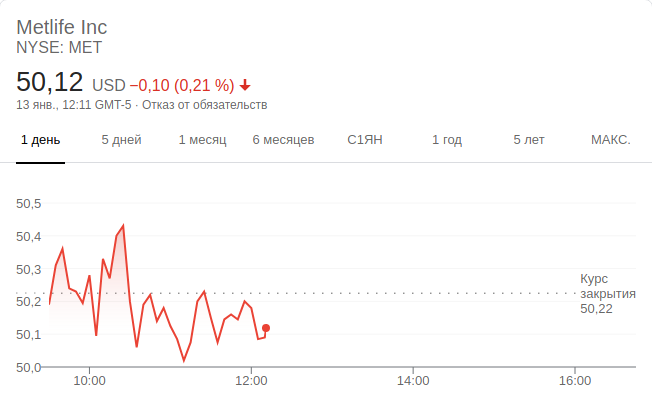 Metlife Inc
NYSE: MET
50,12 USD −0,10 (0,21 %)
13 янв., 12:11 GMT-5 · Отказ от обязательств
1 день 5 дней 1 месяц 6 месяцев С1ЯН 1 год 5 лет МАКС.
50,5
50,4
50,3
50,2
50,1
50,0
Курс
закрытия
50,22
10:00 12:00 14:00 16:00